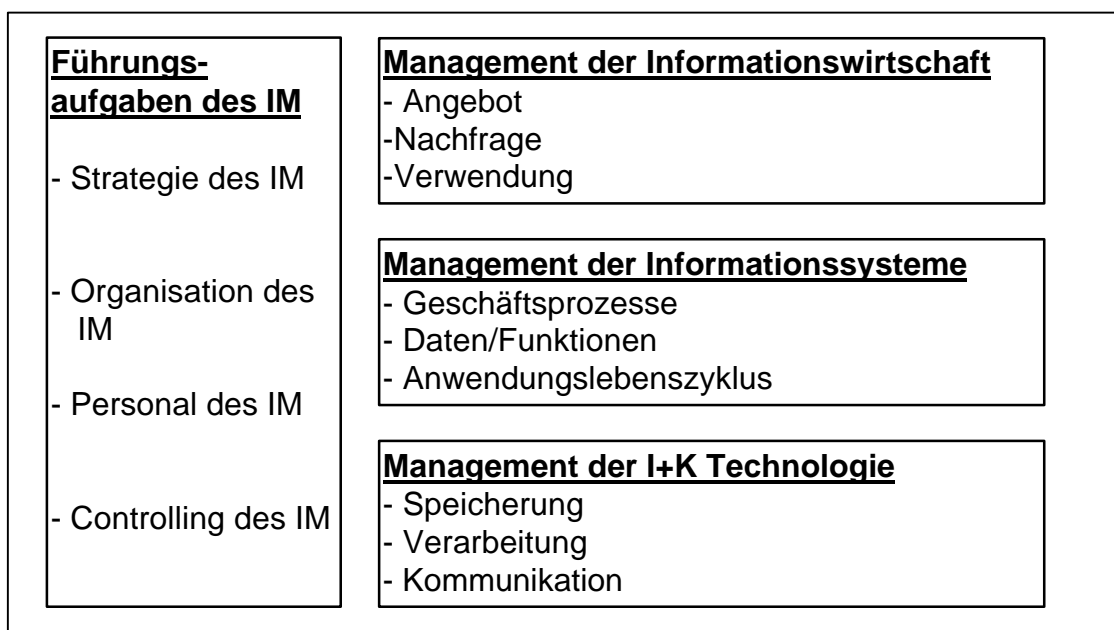 Führungs-
aufgaben des IM
- Strategie des IM
- Organisation des
IM
- Personal des IM
- Controlling des IM
Management der Informationswirtschaft
- Angebot
-Nachfrage
-Verwendung
Management der Informationssysteme
- Geschäftsprozesse
- Daten/Funktionen
- Anwendungslebenszyklus
Management der I+K Technologie
- Speicherung
- Verarbeitung
- Kommunikation